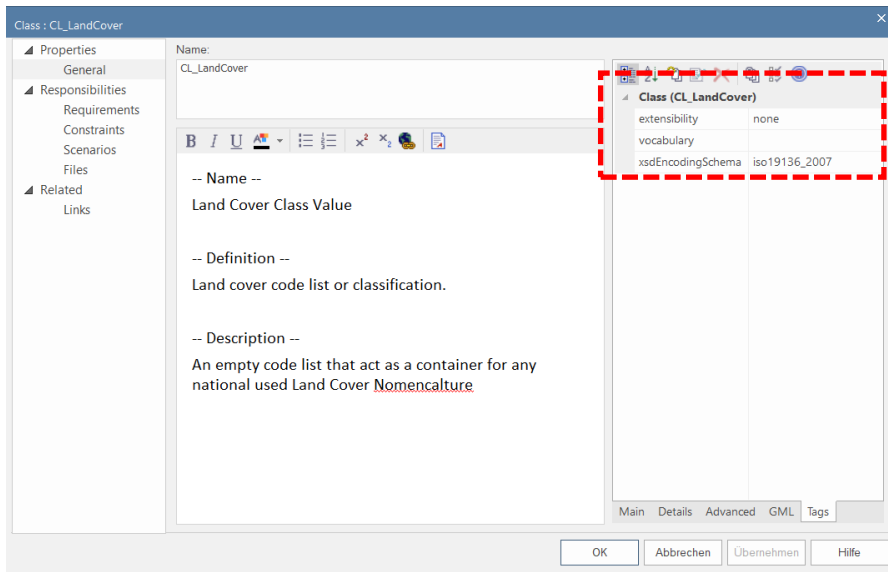 Class : CL_LandCover
Properties
General
Responsibilities
Requirements
Constraints
Scenarios
Files
Related
Links
Name:
CL_LandCover
B I U x² ×₂
-- Name --
Land Cover Class Value
-- Definition --
Land cover code list or classification.
-- Description --
An empty code list that act as a container for any
national used Land Cover Nomencalture
Class (CL_LandCover)
extensibility none
vocabulary
xsdEncodingSchema iso19136_2007
Main Details Advanced GML Tags
OK Abbrechen Übernehmen Hilfe